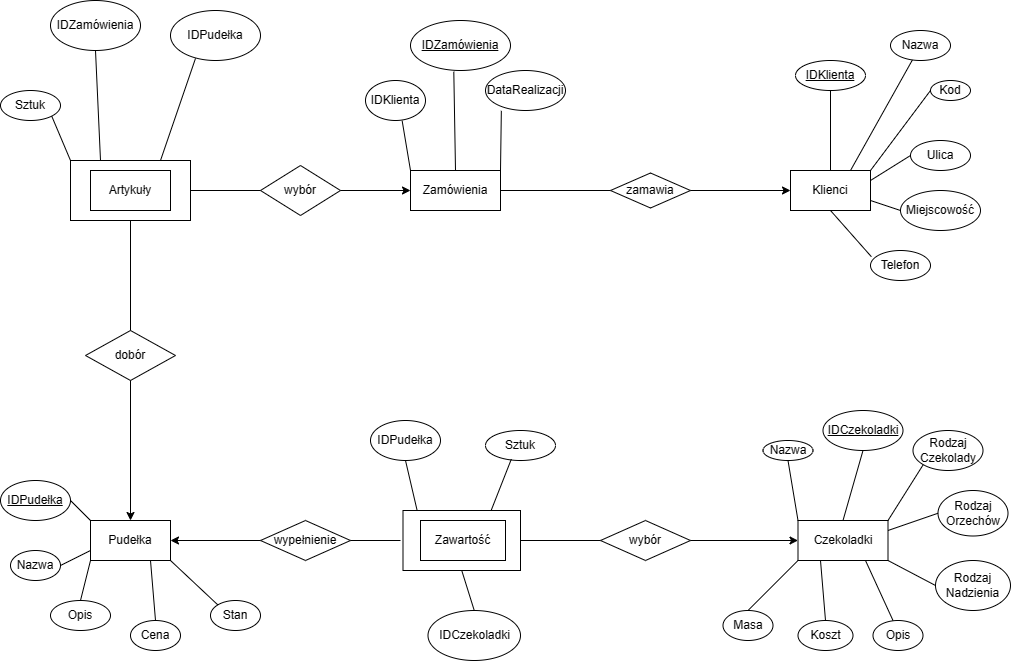 IDZamówienia
IDPudełka
Sztuk
Artykuły
wybór
IDZamówienia
IDKlienta
DataRealizacji
Zamówienia
zamawia
IDKlienta
Nazwa
Kod
Ulica
Miejscowość
Telefon
Klienci
dobór
IDPudełka
Nazwa
Opis
Cena
Stan
Pudełka
wypełnienie
IDPudełka
Sztuk
Zawartość
IDCzekoladki
wybór
Nazwa
IDCzekoladki
Rodzaj
Czekolady
Rodzaj
Orzechów
Rodzaj
Nadzienia
Czekoladki
Masa
Koszt
Opis